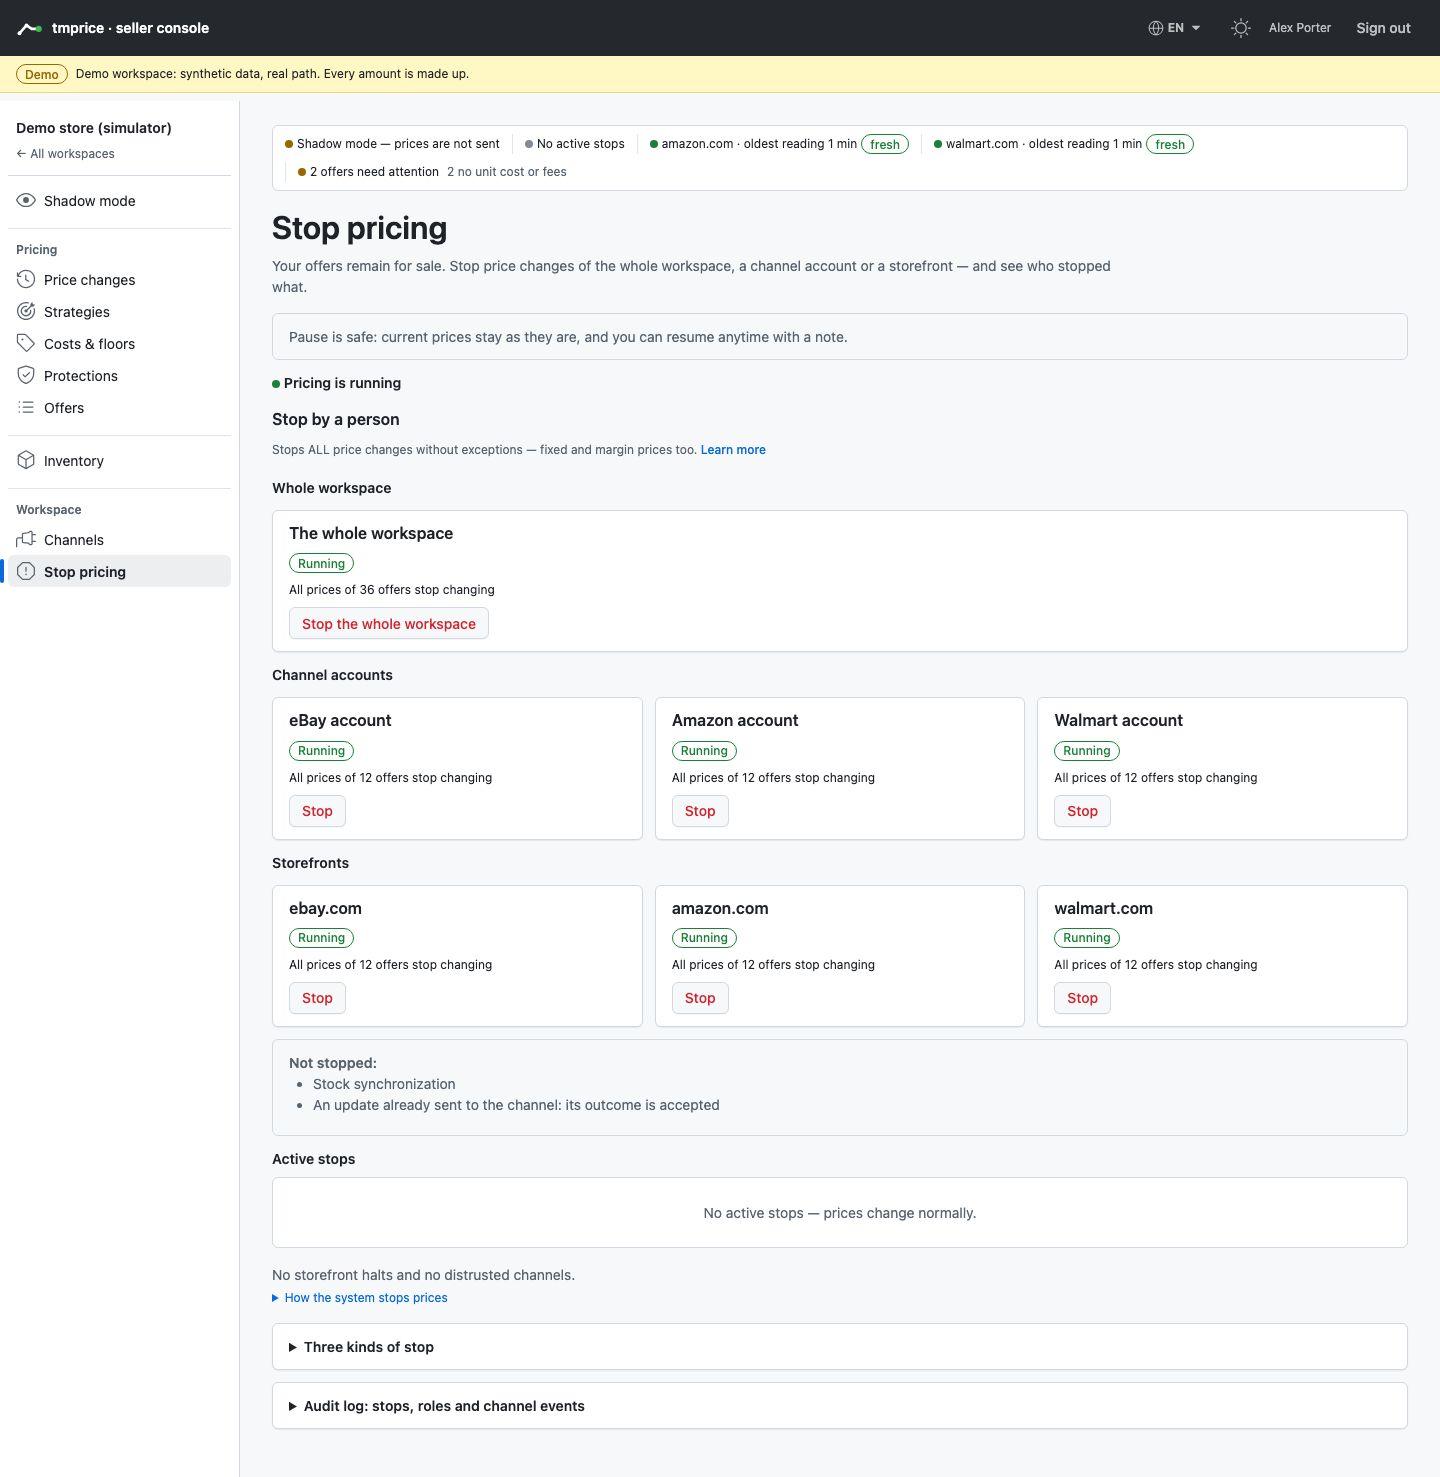 tmprice · seller console
EN
Alex Porter
Sign out
Demo
Demo workspace: synthetic data, real path. Every amount is made up.
Demo store (simulator)
← All workspaces
Shadow mode
Pricing
Price changes
Strategies
Costs & floors
Protections
Offers
Inventory
Workspace
Channels
Stop pricing
Shadow mode — prices are not sent
No active stops
amazon.com · oldest reading 1 min fresh
walmart.com · oldest reading 1 min fresh
2 offers need attention 2 no unit cost or fees
Stop pricing
Your offers remain for sale. Stop price changes of the whole workspace, a channel account or a storefront — and see who stopped
what.
Pause is safe: current prices stay as they are, and you can resume anytime with a note.
Pricing is running
Stop by a person
Stops ALL price changes without exceptions — fixed and margin prices too. Learn more
Whole workspace
The whole workspace
Running
All prices of 36 offers stop changing
Stop the whole workspace
Channel accounts
eBay account
Running
All prices of 12 offers stop changing
Stop
Amazon account
Running
All prices of 12 offers stop changing
Stop
Walmart account
Running
All prices of 12 offers stop changing
Stop
Storefronts
ebay.com
Running
All prices of 12 offers stop changing
Stop
amazon.com
Running
All prices of 12 offers stop changing
Stop
walmart.com
Running
All prices of 12 offers stop changing
Stop
Not stopped:
• Stock synchronization
• An update already sent to the channel: its outcome is accepted
Active stops
No active stops — prices change normally.
No storefront halts and no distrusted channels.
How the system stops prices
Three kinds of stop
Audit log: stops, roles and channel events